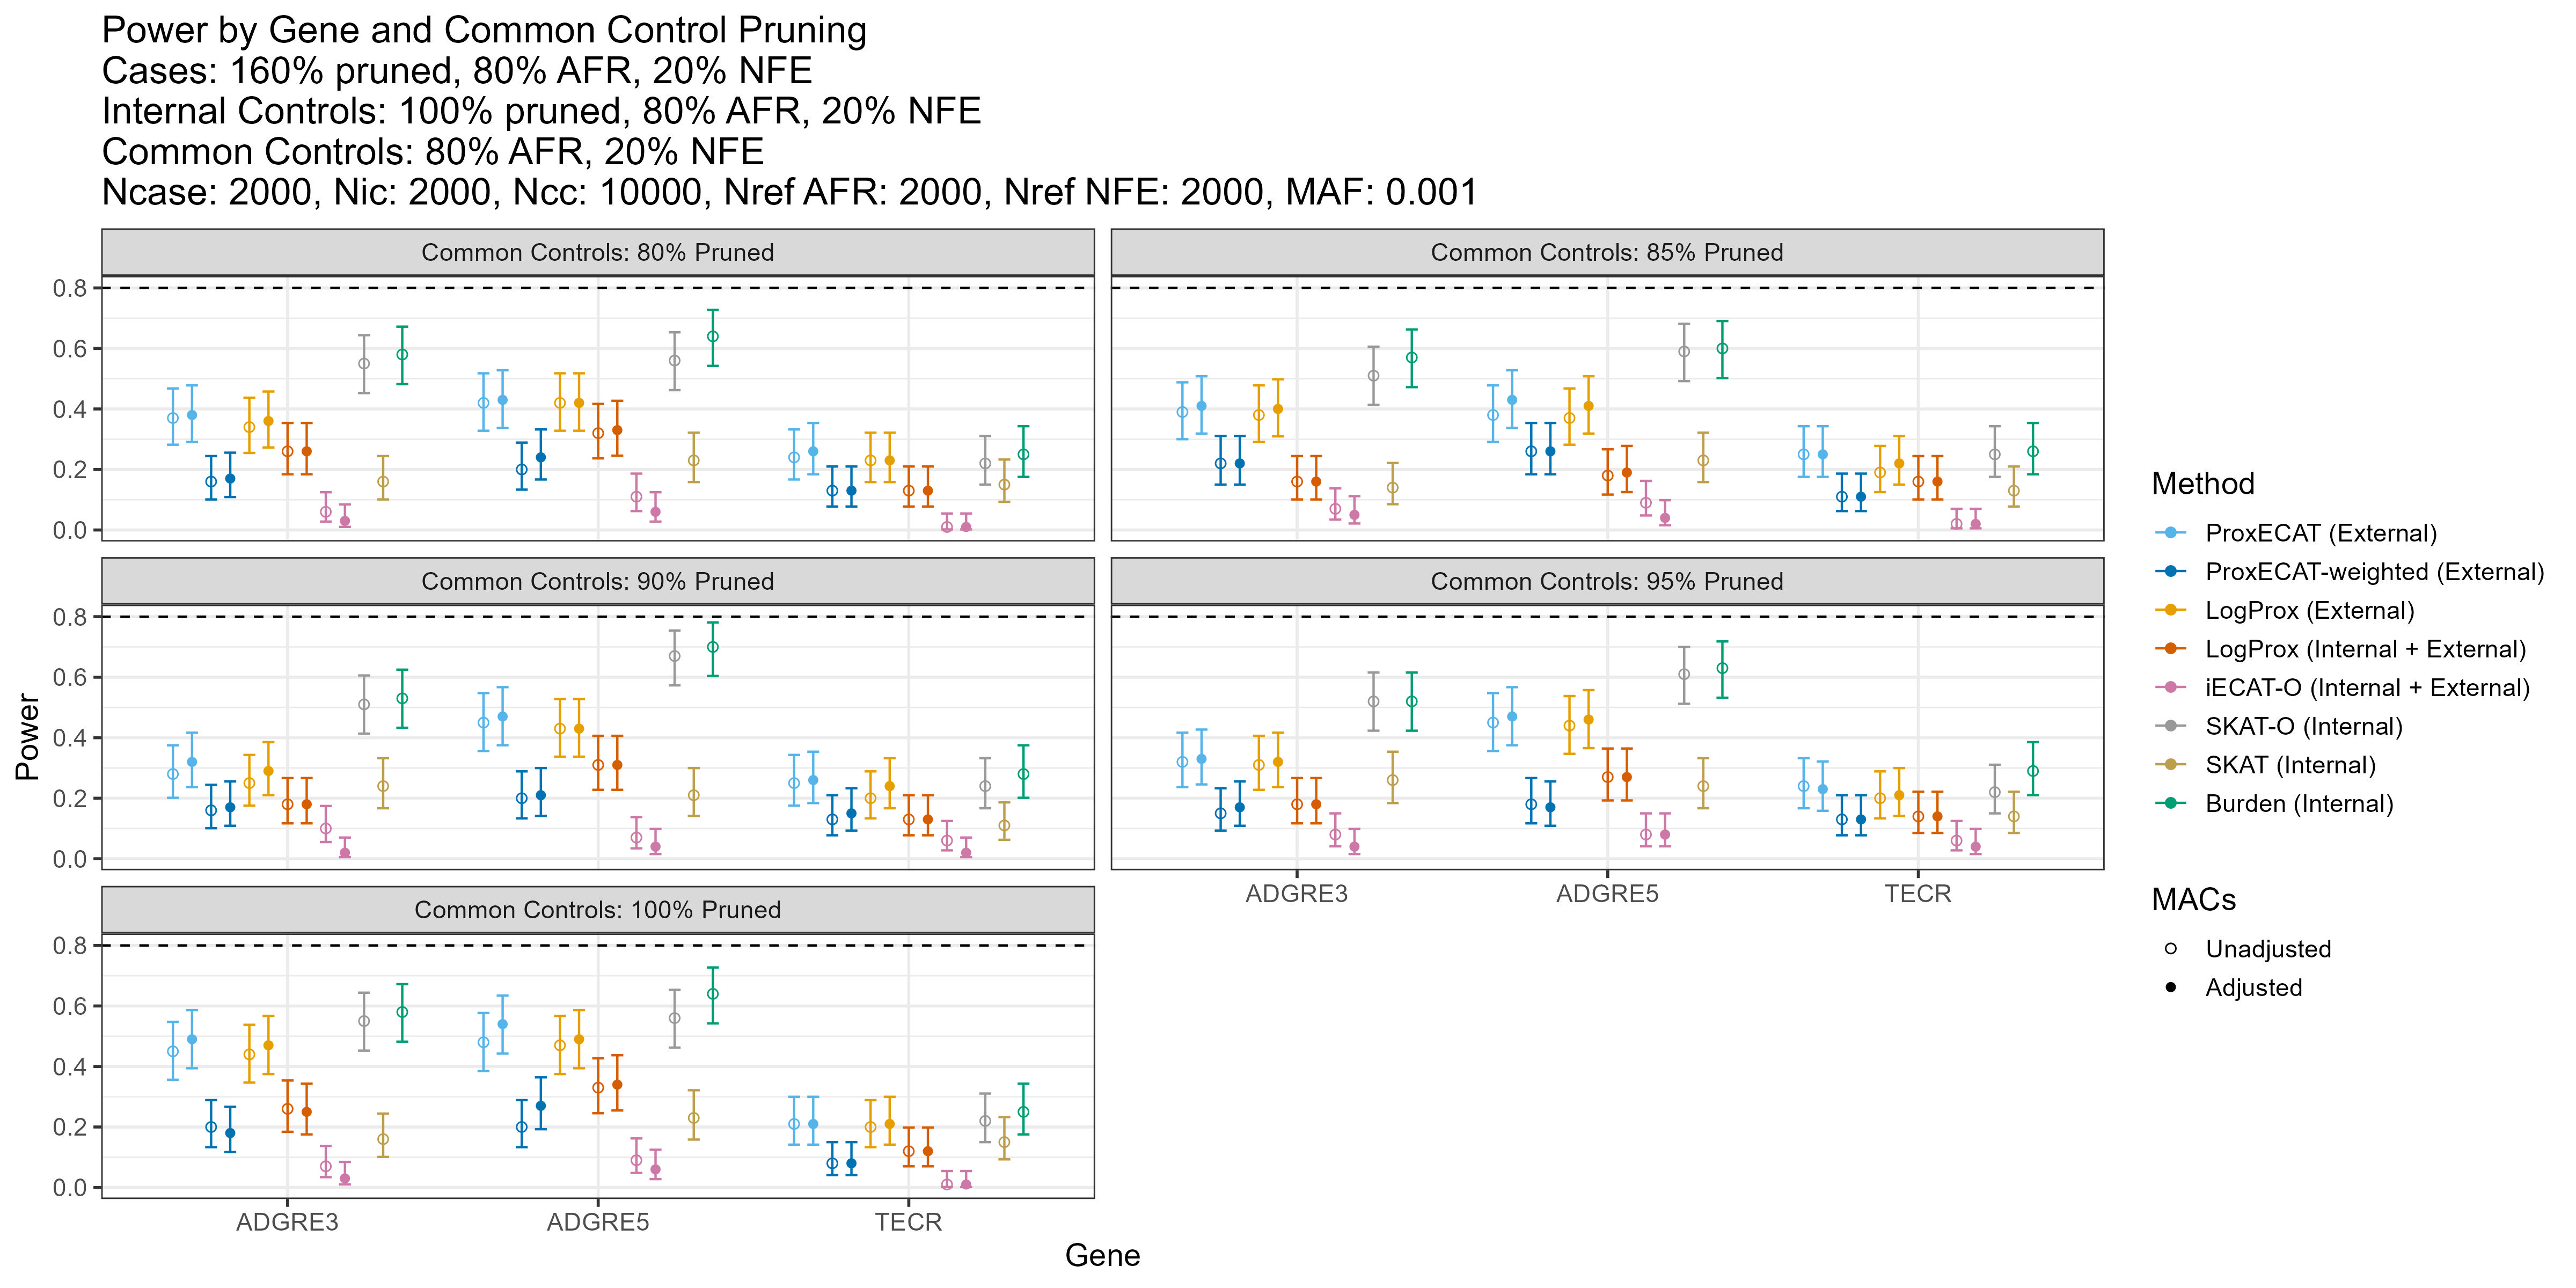 Power by Gene and Common Control Pruning
Cases: 160% pruned, 80% AFR, 20% NFE
Internal Controls: 100% pruned, 80% AFR, 20% NFE
Common Controls: 80% AFR, 20% NFE
Ncase: 2000, Nic: 2000, Ncc: 10000, Nref AFR: 2000, Nref NFE: 2000, MAF: 0.001
Common Controls: 80% Pruned
Common Controls: 85% Pruned
0.8
0.6
0.4
0.2
0.0
Common Controls: 90% Pruned
Common Controls: 95% Pruned
0.8
0.6
0.4
0.2
0.0
Power
ADGRE3 ADGRE5 TECR
Common Controls: 100% Pruned
0.8
0.6
0.4
0.2
0.0
ADGRE3 ADGRE5 TECR
Gene
Method
ProxECAT (External)
ProxECAT-weighted (External)
LogProx (External)
LogProx (Internal + External)
iECAT-O (Internal + External)
SKAT-O (Internal)
SKAT (Internal)
Burden (Internal)
MACs
Unadjusted
Adjusted